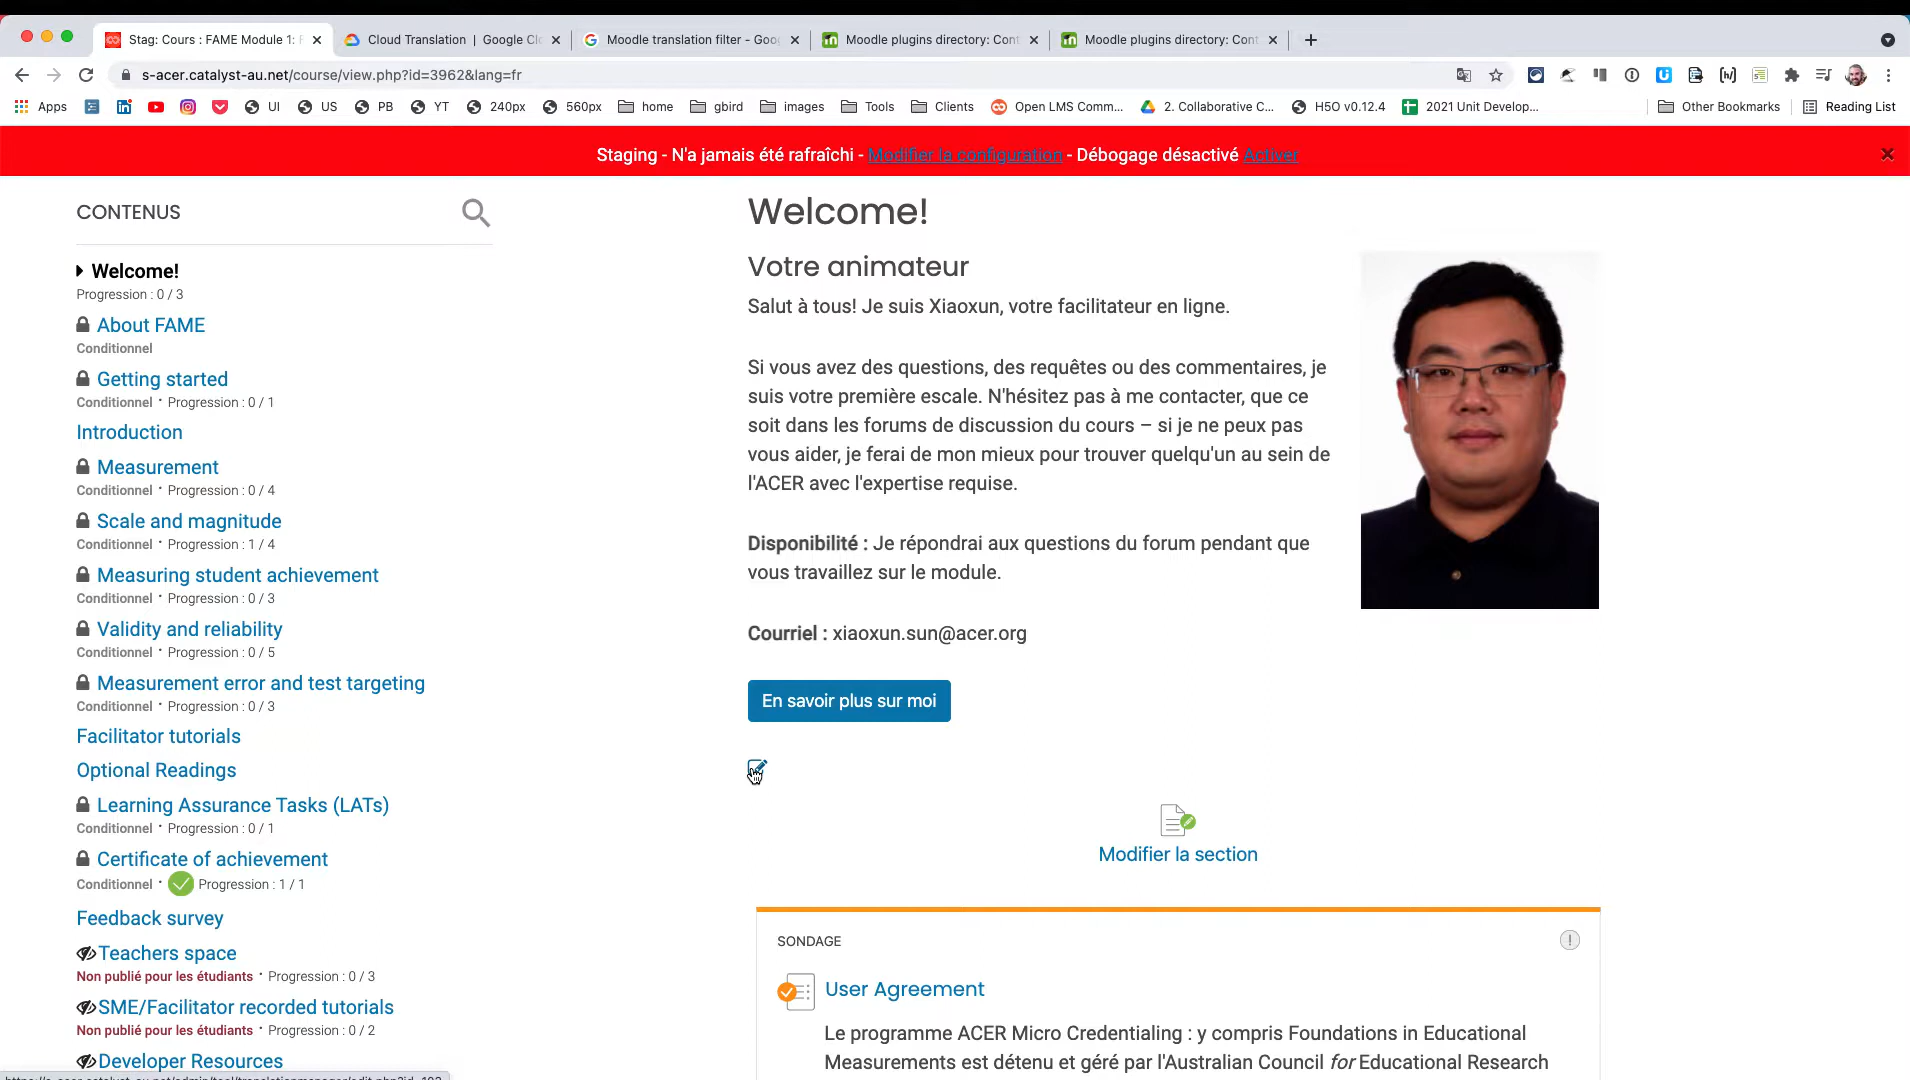 Stag: Cours : FAME Module 1: F
Cloud Translation | Google Clo
Moodle translation filter - Goog
Moodle plugins directory: Cont
Moodle plugins directory: Cont
s-acer.catalyst-au.net/course/view.php?id=3962&lang=fr
Apps UI US PB YT 240px 560px home gbird images Tools Clients Open LMS Comm... 2. Collaborative C... H5O v0.12.4 2021 Unit Develop... Other Bookmarks Reading List
Staging - N'a jamais été rafraîchi - Modifier la configuration - Débogage désactivé Activer
CONTENUS
Welcome!
Progression : 0 / 3
About FAME
Conditionnel
Getting started
Conditionnel · Progression : 0 / 1
Introduction
Measurement
Conditionnel · Progression : 0 / 4
Scale and magnitude
Conditionnel · Progression : 1 / 4
Measuring student achievement
Conditionnel · Progression : 0 / 3
Validity and reliability
Conditionnel · Progression : 0 / 5
Measurement error and test targeting
Conditionnel · Progression : 0 / 3
Facilitator tutorials
Optional Readings
Learning Assurance Tasks (LATs)
Conditionnel · Progression : 0 / 1
Certificate of achievement
Conditionnel · Progression : 1 / 1
Feedback survey
Teachers space
Non publié pour les étudiants · Progression : 0 / 3
SME/Facilitator recorded tutorials
Non publié pour les étudiants · Progression : 0 / 2
Developer Resources
Welcome!
Votre animateur
Salut à tous! Je suis Xiaoxun, votre facilitateur en ligne.
Si vous avez des questions, des requêtes ou des commentaires, je
suis votre première escale. N'hésitez pas à me contacter, que ce
soit dans les forums de discussion du cours – si je ne peux pas
vous aider, je ferai de mon mieux pour trouver quelqu'un au sein de
l'ACER avec l'expertise requise.
Disponibilité : Je répondrai aux questions du forum pendant que
vous travaillez sur le module.
Courriel : xiaoxun.sun@acer.org
En savoir plus sur moi
Modifier la section
SONDAGE
User Agreement
Le programme ACER Micro Credentialing : y compris Foundations in Educational
Measurements est détenu et géré par l'Australian Council for Educational Research